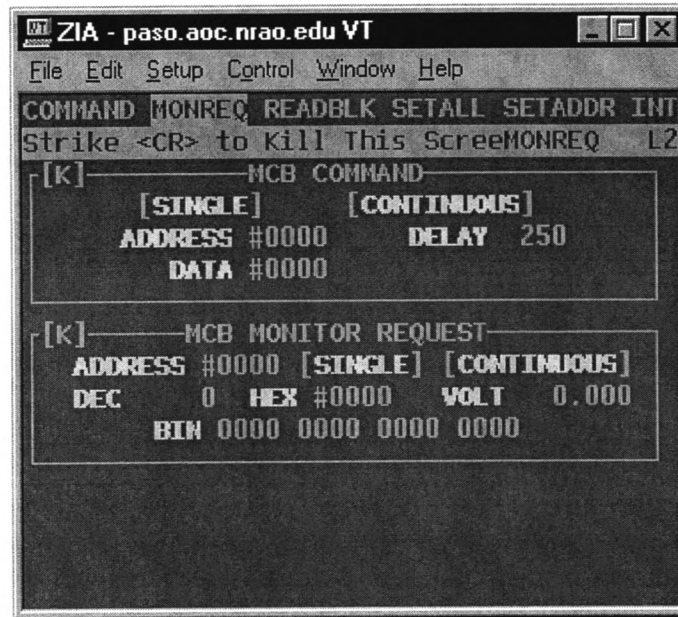 ZIA - paso.aoc.nrao.edu VT
File Edit Setup Control Window Help
COMMAND MONREQ READBLK SETALL SETADDR INT
Strike <CR> to Kill This ScreeMONREQ L2
[K] MCB COMMAND
[SINGLE] [CONTINUOUS]
ADDRESS #0000 DELAY 250
DATA #0000
[K] MCB MONITOR REQUEST
ADDRESS #0000 [SINGLE] [CONTINUOUS]
DEC 0 HEX #0000 VOLT 0.000
BIN 0000 0000 0000 0000